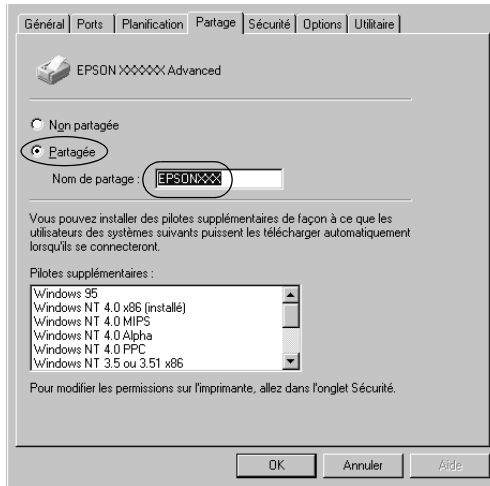 Général Ports Planification Partage Sécurité Options Utilitaire
EPSON XXXXXX Advanced
Non partagée
Partagée
Nom de partage : EPSONXXX
Vous pouvez installer des pilotes supplémentaires de façon à ce que les
utilisateurs des systèmes suivants puissent les télécharger automatiquement
lorsqu'ils se connecteront.
Pilotes supplémentaires :
Windows 95
Windows NT 4.0 x86 (installé)
Windows NT 4.0 MIPS
Windows NT 4.0 Alpha
Windows NT 4.0 PPC
Windows NT 3.5 ou 3.51 x86
Pour modifier les permissions sur l'imprimante, allez dans l'onglet Sécurité.
OK Annuler Aide